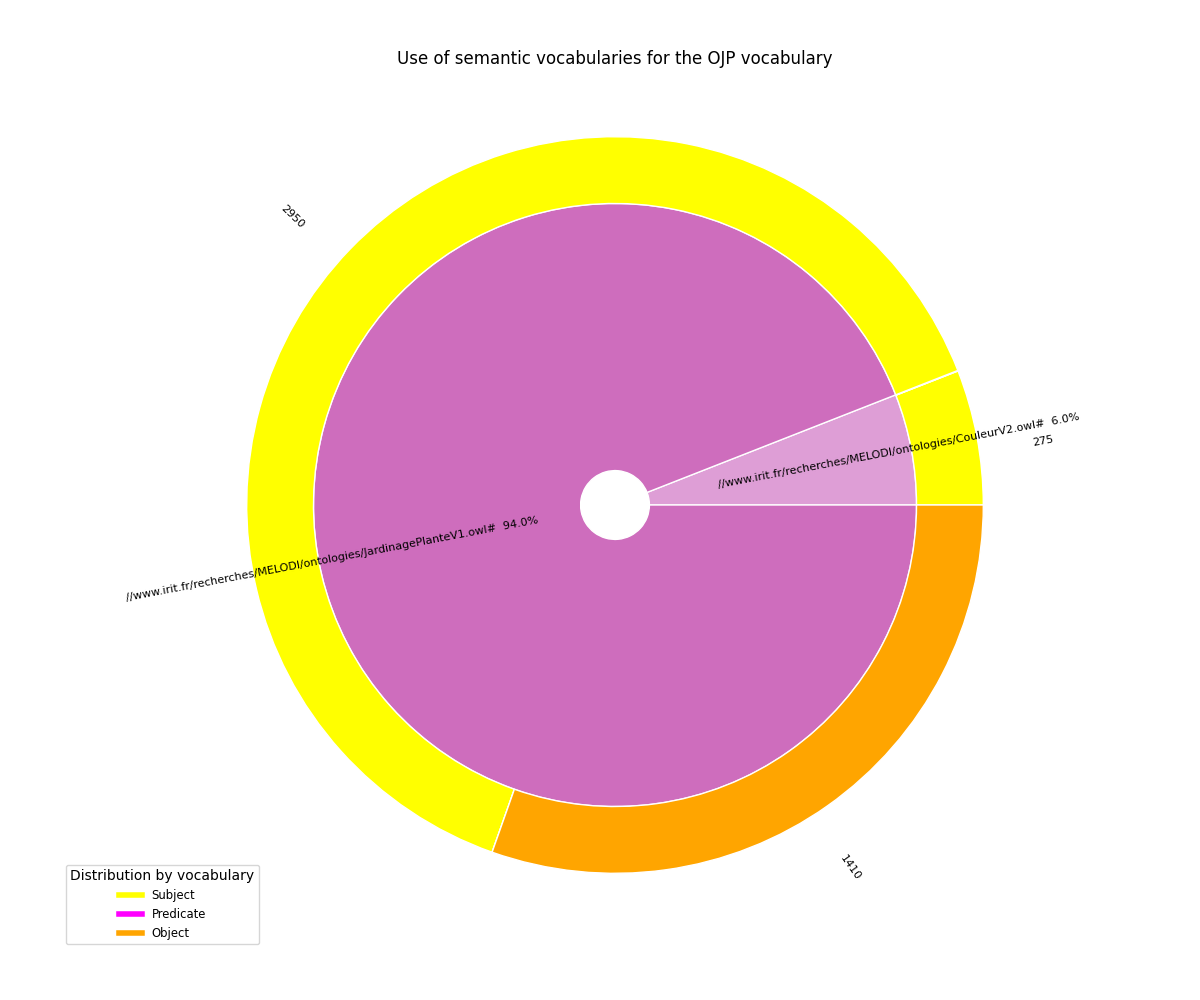 Use of semantic vocabularies for the OJP vocabulary
2950
//www.irit.fr/recherches/MELODI/ontologies/CouleurV2.owl#  6.0%
275
//www.irit.fr/recherches/MELODI/ontologies/JardinagePlanteV1.owl#  94.0%
1410
Distribution by vocabulary
Subject
Predicate
Object